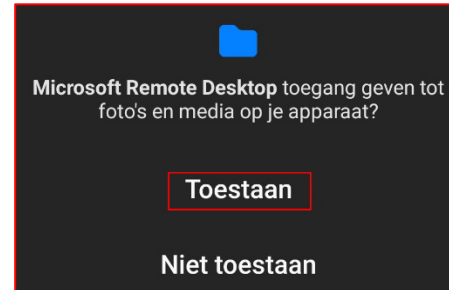 Microsoft Remote Desktop toegang geven tot
foto's en media op je apparaat?
Toestaan
Niet toestaan